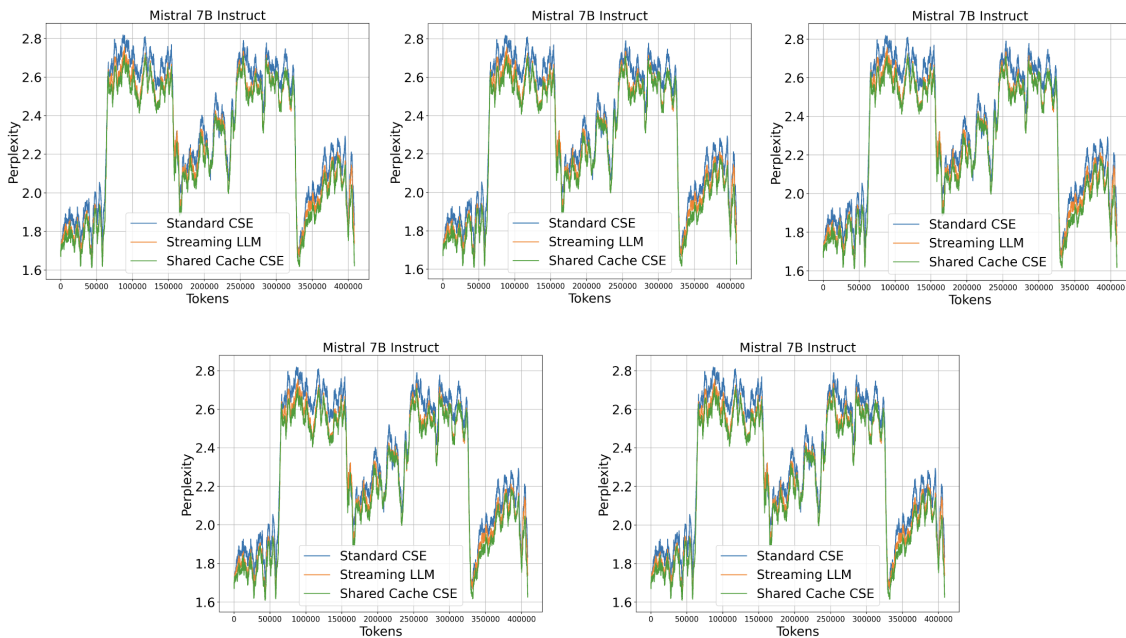 Mistral 7B Instruct
2.8
2.6
2.4
2.2
2.0
1.8
1.6
Perplexity
Standard CSE
Streaming LLM
Shared Cache CSE
0 50000 100000 150000 200000 250000 300000 350000 400000
Tokens
Mistral 7B Instruct
2.8
2.6
2.4
2.2
2.0
1.8
1.6
Perplexity
Standard CSE
Streaming LLM
Shared Cache CSE
0 50000 100000 150000 200000 250000 300000 350000 400000
Tokens
Mistral 7B Instruct
2.8
2.6
2.4
2.2
2.0
1.8
1.6
Perplexity
Standard CSE
Streaming LLM
Shared Cache CSE
0 50000 100000 150000 200000 250000 300000 350000 400000
Tokens
Mistral 7B Instruct
2.8
2.6
2.4
2.2
2.0
1.8
1.6
Perplexity
Standard CSE
Streaming LLM
Shared Cache CSE
0 50000 100000 150000 200000 250000 300000 350000 400000
Tokens
Mistral 7B Instruct
2.8
2.6
2.4
2.2
2.0
1.8
1.6
Perplexity
Standard CSE
Streaming LLM
Shared Cache CSE
0 50000 100000 150000 200000 250000 300000 350000 400000
Tokens